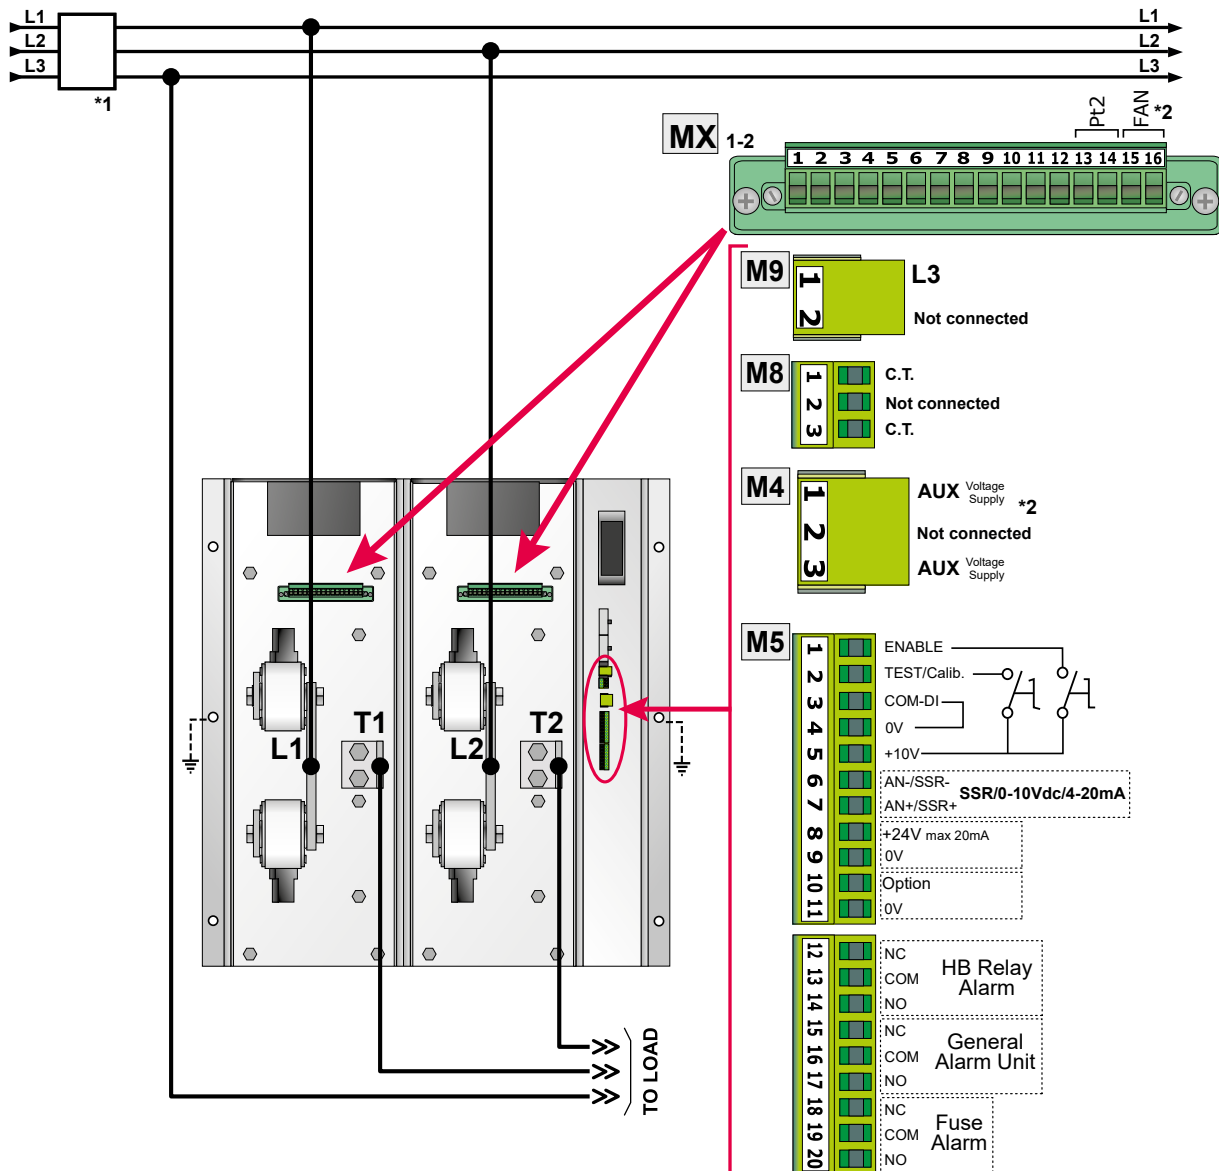 L1 L1
L2 L2
L3 L3
*1
Pt2 FAN *2
MX 1-2
1 2 3 4 5 6 7 8 9 10 11 12 13 14 15 16
M9
1 L3
2 Not connected
M8
1 C.T.
2 Not connected
3 C.T.
M4
1 AUX Voltage Supply *2
2 Not connected
3 AUX Voltage Supply
M5
1 ENABLE
2 TEST/Calib.
3 COM-DI
4 0V
5 +10V
6 AN-/SSR-
SSR/0-10Vdc/4-20mA
7 AN+/SSR+
8 +24V max 20mA
9 0V
10 Option
11 0V
12 NC
13 COM
14 NO
HB Relay
Alarm
15 NC
16 COM
17 NO
General
Alarm Unit
18 NC
19 COM
20 NO
Fuse
Alarm
L1 T1 L2 T2
TO LOAD